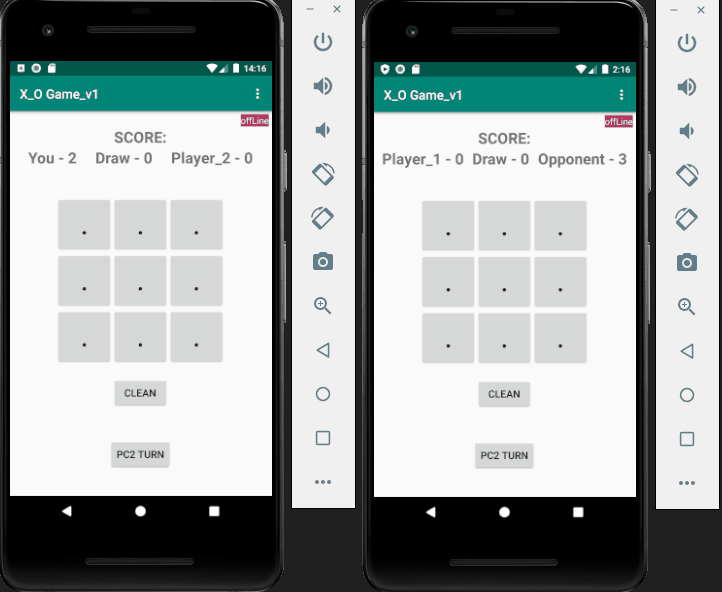 14:16
X_O Game_v1
offLine
SCORE:
You - 2 Draw - 0 Player_2 - 0
. . .
. . .
. . .
CLEAN
PC2 TURN
2:16
X_O Game_v1
offLine
SCORE:
Player_1 - 0 Draw - 0 Opponent - 3
. . .
. . .
. . .
CLEAN
PC2 TURN